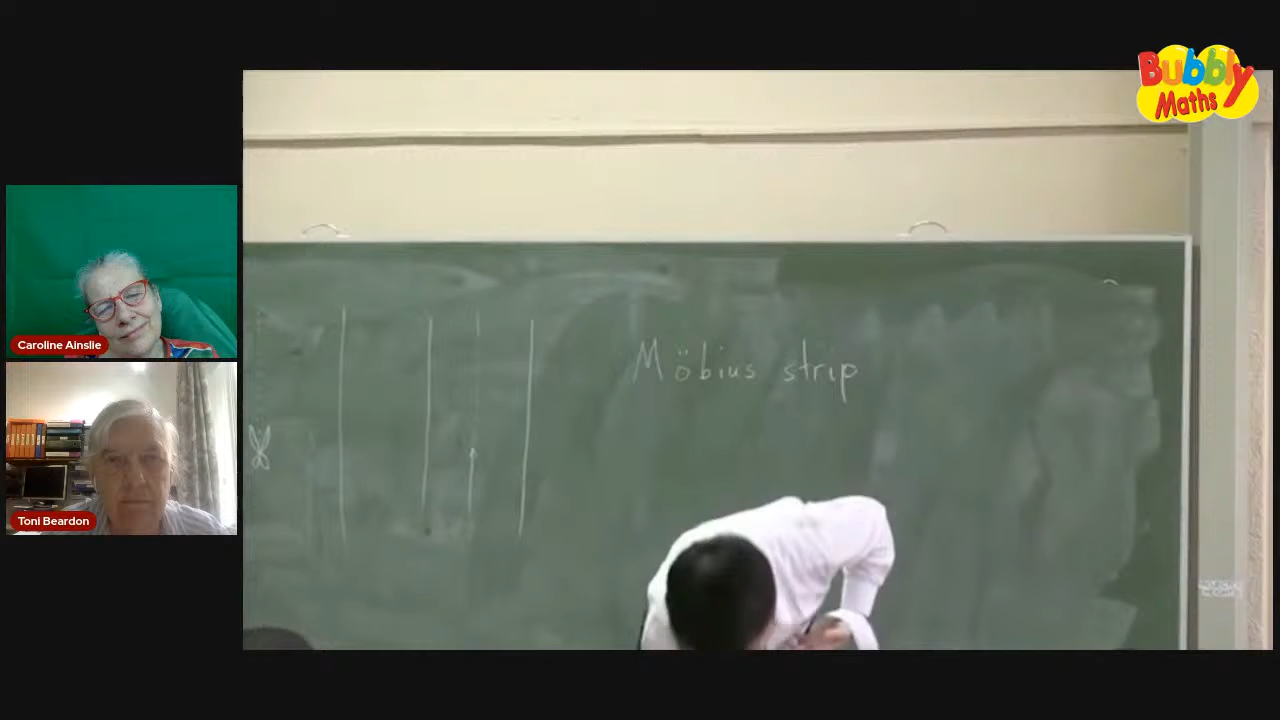 Bubbly
Maths
Möbius strip
Caroline Ainslie
Toni Beardon